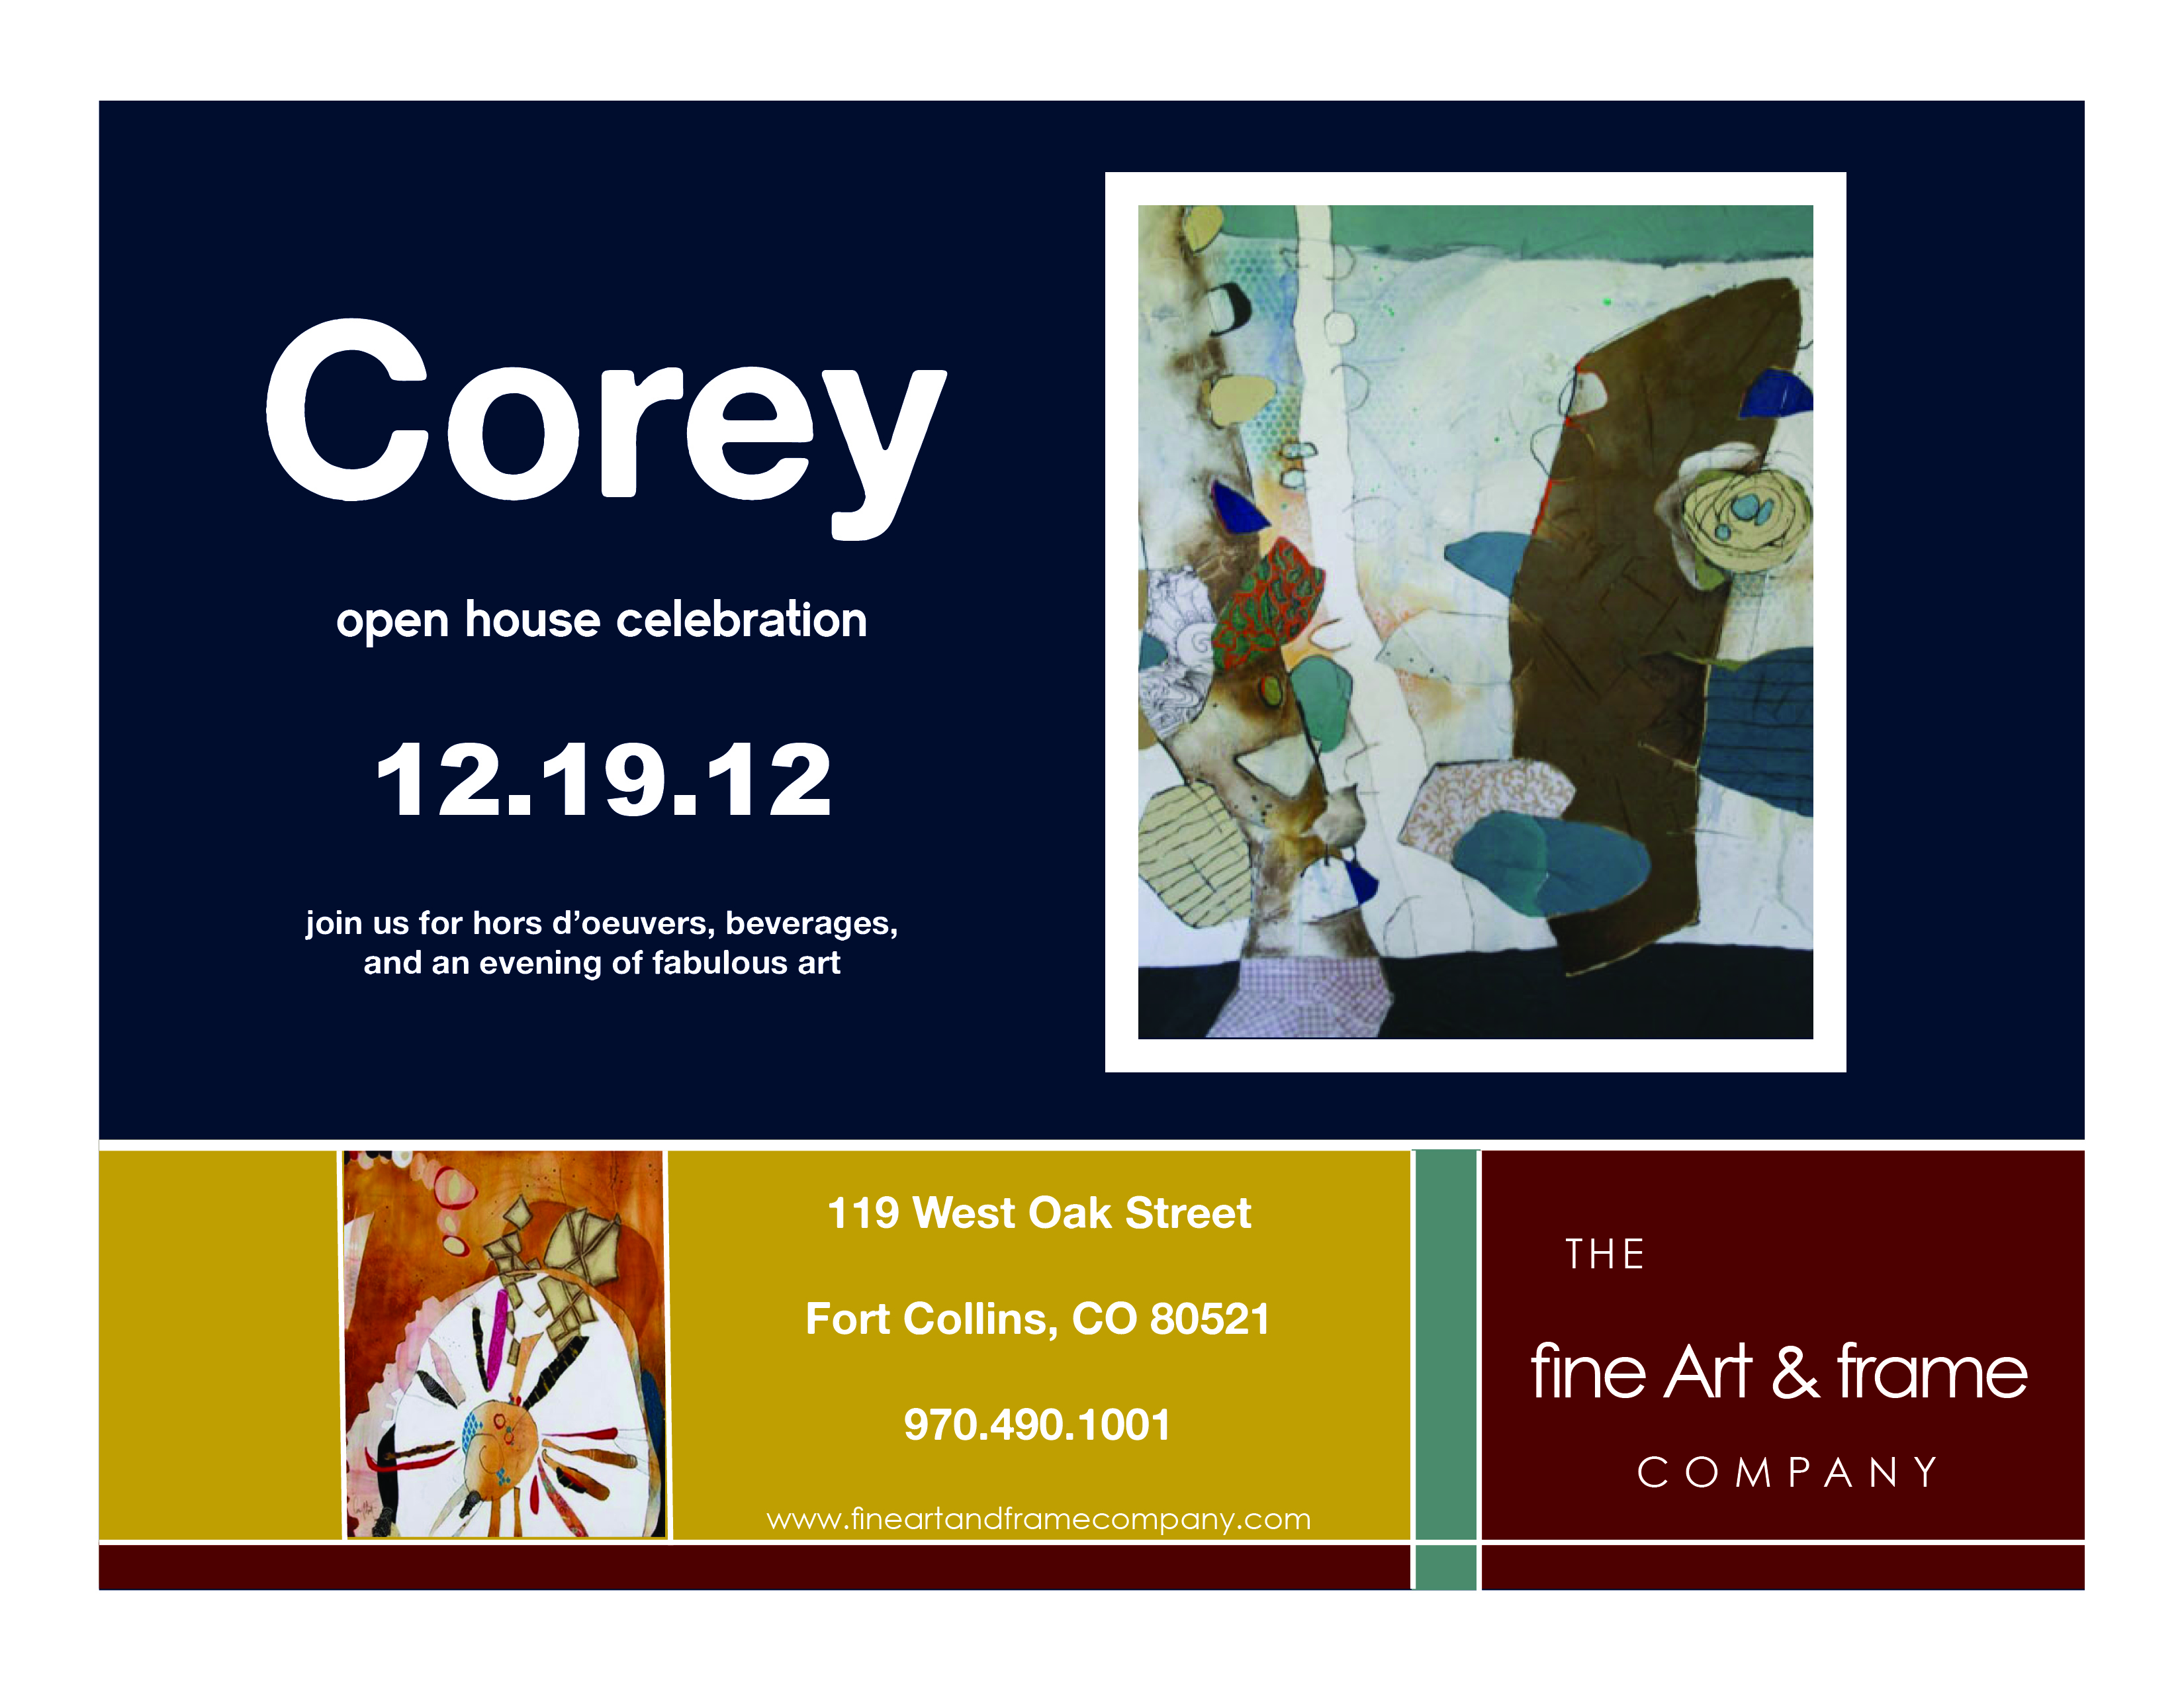 Corey
open house celebration
12.19.12
join us for hors d’oeuvers, beverages,
and an evening of fabulous art
119 West Oak Street
Fort Collins, CO 80521
970.490.1001
www.fineartandframecompany.com
THE
fine Art & frame
COMPANY